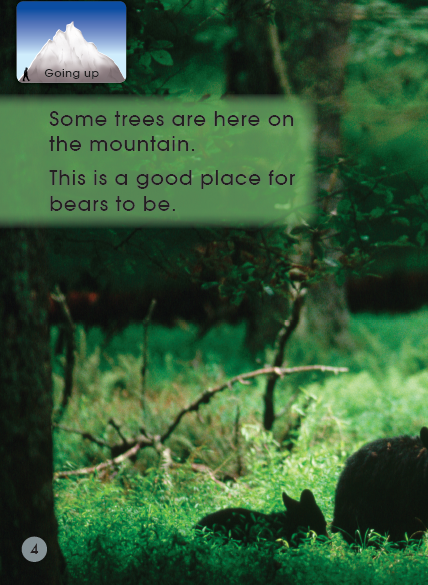 Going up
Some trees are here on
the mountain.
This is a good place for
bears to be.
4